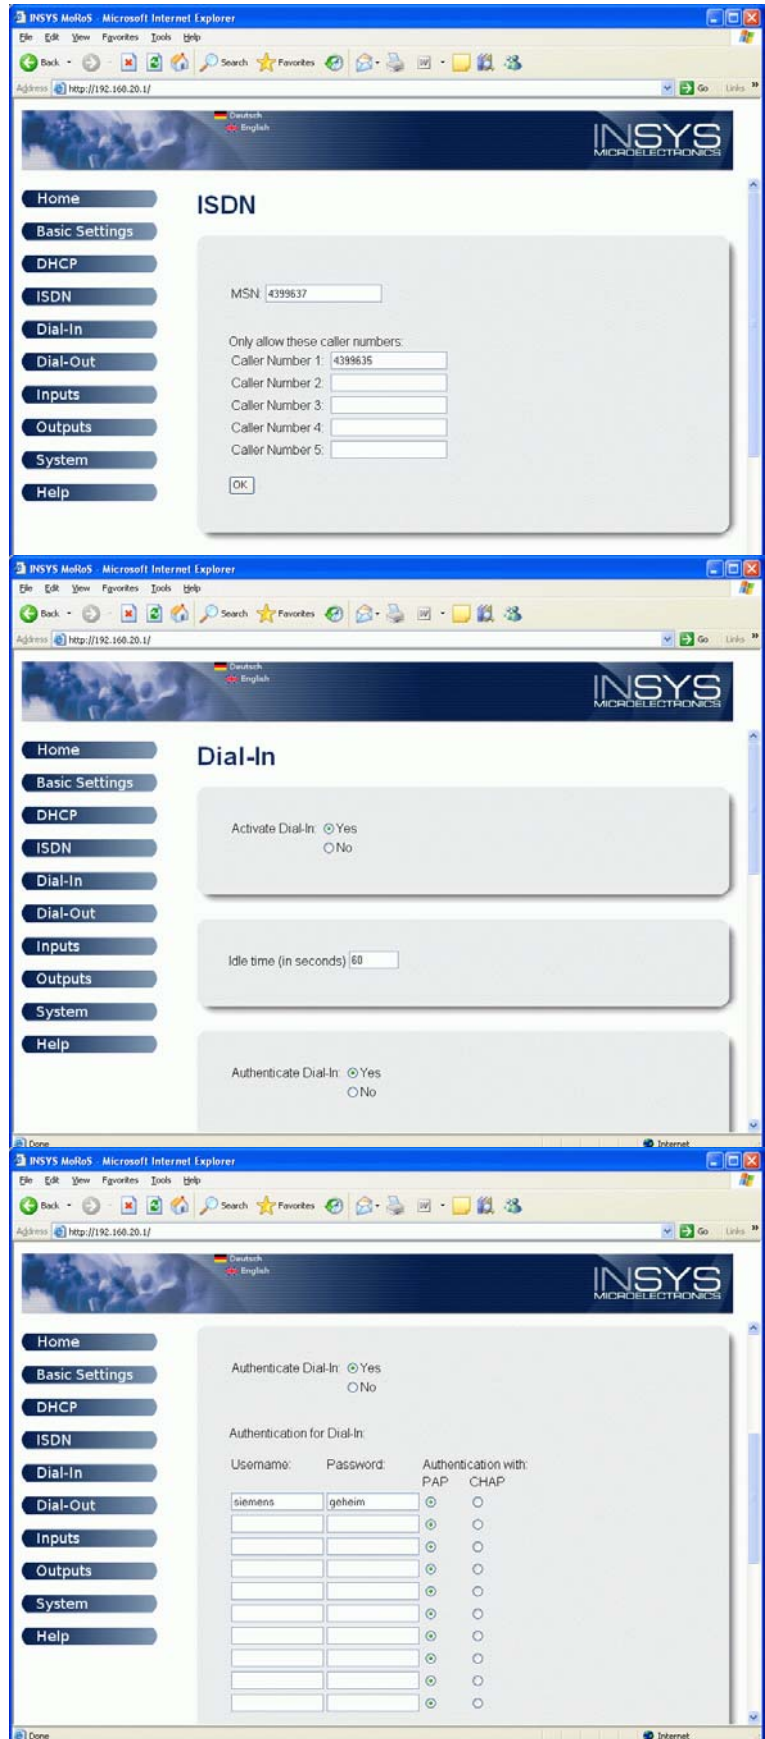 INSYS MoRoS - Microsoft Internet Explorer
File Edit View Favorites Tools Help
Back Search Favorites
Address http://192.168.20.1/ Go Links »
Deutsch
English
INSYS
MICROELECTRONICS
Home
Basic Settings
DHCP
ISDN
Dial-In
Dial-Out
Inputs
Outputs
System
Help
ISDN
MSN: 4399637
Only allow these caller numbers:
Caller Number 1: 4399635
Caller Number 2:
Caller Number 3:
Caller Number 4:
Caller Number 5:
OK
INSYS MoRoS - Microsoft Internet Explorer
File Edit View Favorites Tools Help
Back Search Favorites
Address http://192.168.20.1/ Go Links »
Deutsch
English
INSYS
MICROELECTRONICS
Home
Basic Settings
DHCP
ISDN
Dial-In
Dial-Out
Inputs
Outputs
System
Help
Dial-In
Activate Dial-In: Yes
No
Idle time (in seconds) 60
Authenticate Dial-In: Yes
No
Done Internet
INSYS MoRoS - Microsoft Internet Explorer
File Edit View Favorites Tools Help
Back Search Favorites
Address http://192.168.20.1/ Go Links »
Deutsch
English
INSYS
MICROELECTRONICS
Home
Basic Settings
DHCP
ISDN
Dial-In
Dial-Out
Inputs
Outputs
System
Help
Authenticate Dial-In: Yes
No
Authentication for Dial-In:
Username: Password: Authentication with:
PAP CHAP
siemens geheim
Done Internet